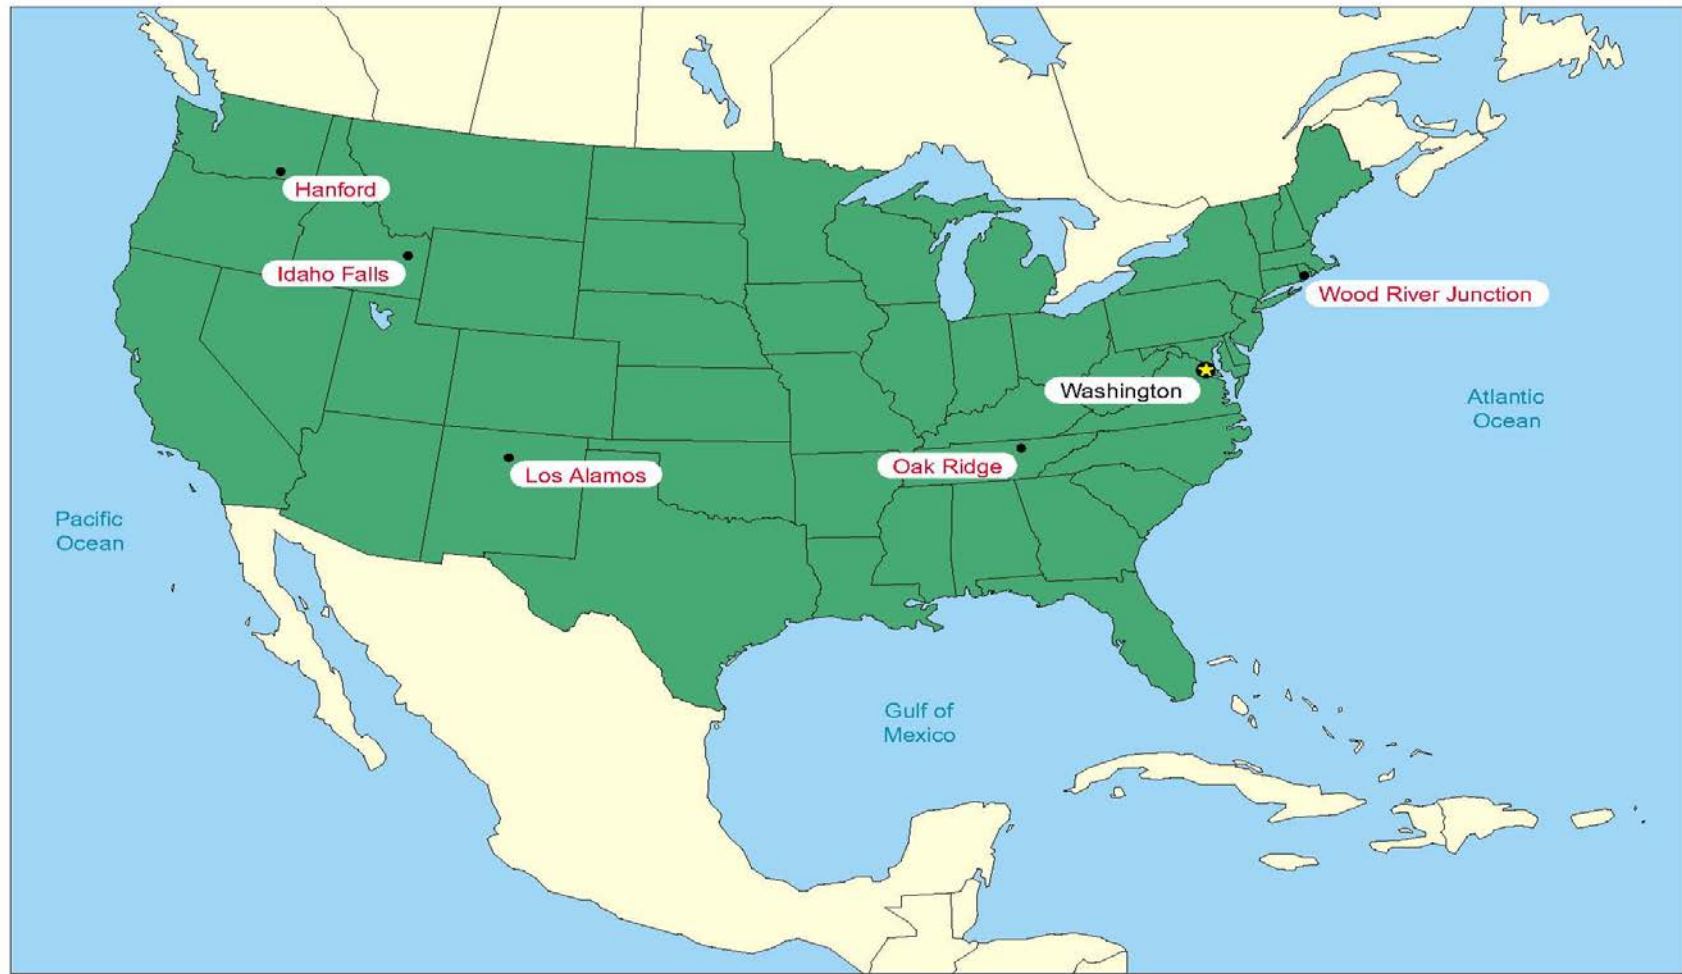 Hanford
Idaho Falls
Wood River Junction
Washington
Atlantic
Ocean
Oak Ridge
Los Alamos
Pacific
Ocean
Gulf of
Mexico